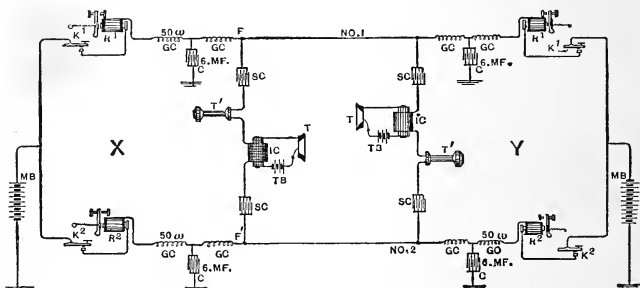 50 ω F NO.1
K¹ R¹ GC GC GC GC R¹ K¹
6.MF. 6.MF.
C SC SC C
T' T
X T IC TB T' Y
IC
TB
MB MB
SC SC
K² R² 50 ω F' 50 ω R² K²
GC GC NO.2 GC GO
6.MF. 6.MF.
C C